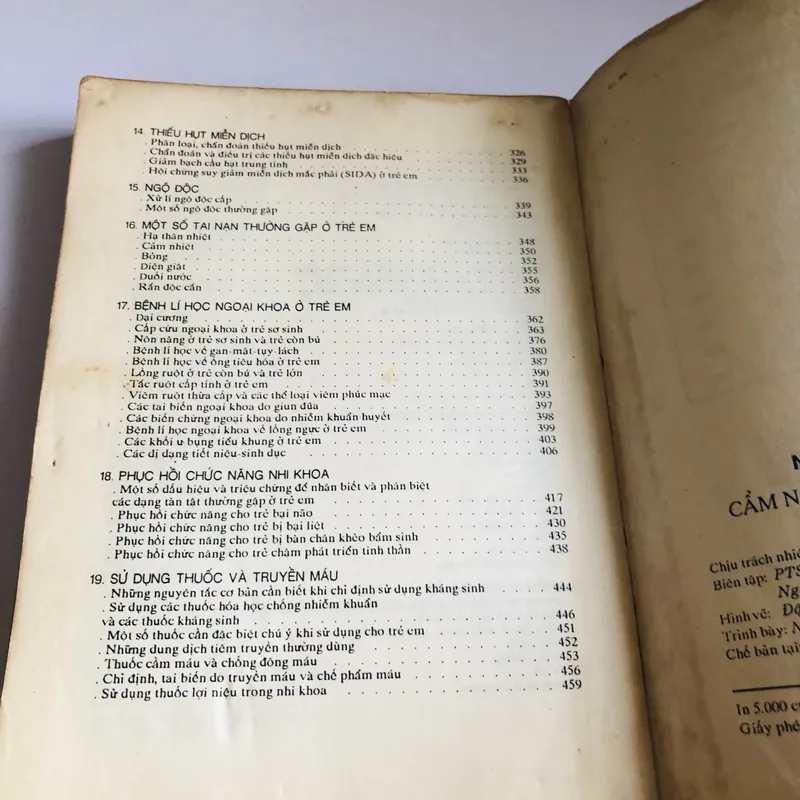 14. THIẾU HỤT MIỄN DỊCH
. Phân loại, chẩn đoán thiếu hụt miễn dịch 326
. Chẩn đoán và điều trị các thiếu hụt miễn dịch đặc hiệu 329
. Giảm bạch cầu hạt trung tính 333
. Hội chứng suy giảm miễn dịch mắc phải (SIDA) ở trẻ em 336
15. NGỘ ĐỘC
. Xử lí ngộ độc cấp 339
. Một số ngộ độc thường gặp 343
16. MỘT SỐ TAI NẠN THƯỜNG GẶP Ở TRẺ EM
. Hạ thân nhiệt 348
. Cảm nhiệt 350
. Bỏng 352
. Điện giật 355
. Đuối nước 356
. Rắn độc cắn 358
17. BỆNH LÍ HỌC NGOẠI KHOA Ở TRẺ EM
. Đại cương 362
. Cấp cứu ngoại khoa ở trẻ sơ sinh 363
. Nôn nặng ở trẻ sơ sinh và trẻ còn bú 376
. Bệnh lí học về gan-mật-tụy-lách 380
. Bệnh lí học về ống tiêu hóa ở trẻ em 387
. Lồng ruột ở trẻ còn bú và trẻ lớn 390
. Tắc ruột cấp tính ở trẻ em 391
. Viêm ruột thừa cấp và các thể loại viêm phúc mạc 393
. Các tai biến ngoại khoa do giun đũa 397
. Các biến chứng ngoại khoa do nhiễm khuẩn huyết 398
. Bệnh lí học ngoại khoa về lồng ngực ở trẻ em 399
. Các khối u bụng tiểu khung ở trẻ em 403
. Các dị dạng tiết niệu-sinh dục 406
18. PHỤC HỒI CHỨC NĂNG NHI KHOA
. Một số dấu hiệu và triệu chứng để nhận biết và phân biệt
các dạng tàn tật thường gặp ở trẻ em 417
. Phục hồi chức năng cho trẻ bại não 421
. Phục hồi chức năng cho trẻ bị bại liệt 430
. Phục hồi chức năng cho trẻ bị bàn chân khèo bẩm sinh 435
. Phục hồi chức năng cho trẻ chậm phát triển tinh thần 438
19. SỬ DỤNG THUỐC VÀ TRUYỀN MÁU
. Những nguyên tắc cơ bản cần biết khi chỉ định sử dụng kháng sinh 444
. Sử dụng các thuốc hóa học chống nhiễm khuẩn
và các thuốc kháng sinh 446
. Một số thuốc cần đặc biệt chú ý khi sử dụng cho trẻ em 451
. Những dung dịch tiêm truyền thường dùng 452
. Thuốc cầm máu và chống đông máu 453
. Chỉ định, tai biến do truyền máu và chế phẩm máu 456
. Sử dụng thuốc lợi niệu trong nhi khoa 459
CẨM N
Chịu trách nhiệ
Biên tập: PTS
Ng
Hình vẽ: Độ
Trình bày: N
Chế bản tại
In 5.000 c
Giấy phé